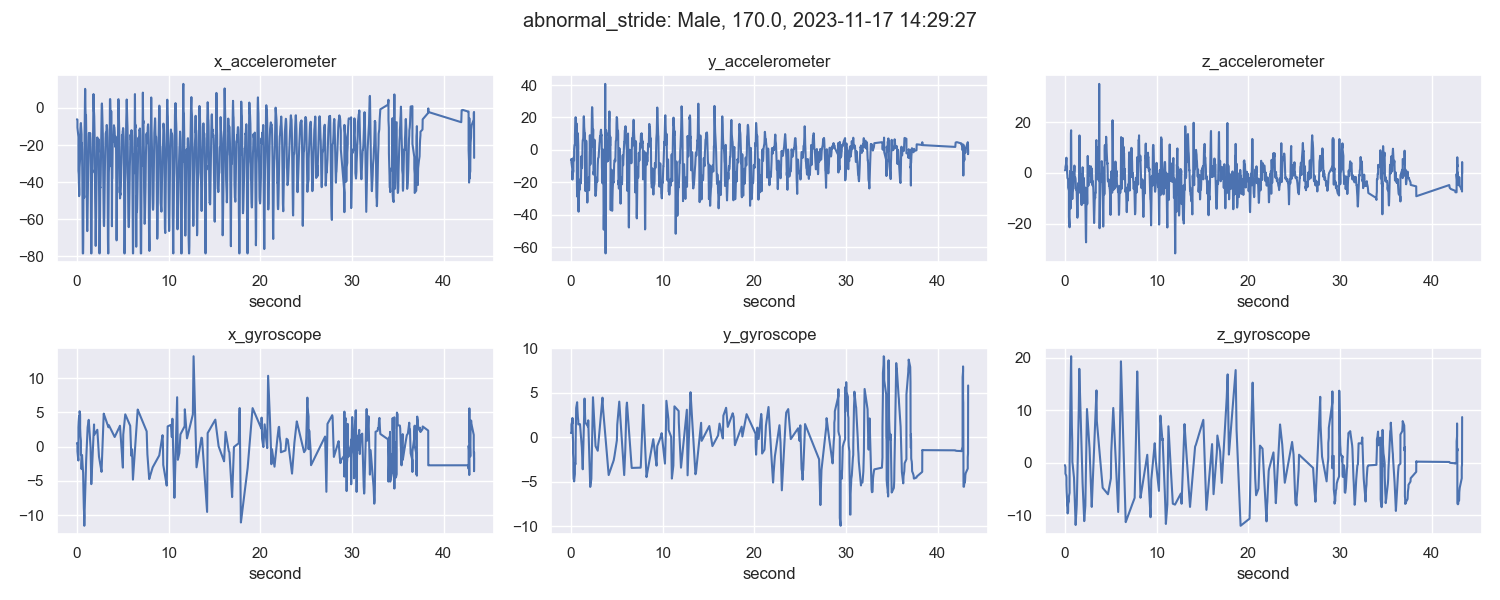 abnormal_stride: Male, 170.0, 2023-11-17 14:29:27
x_accelerometer
y_accelerometer
z_accelerometer
0
−20
−40
−60
−80
0 10 20 30 40
second
40
20
0
−20
−40
−60
0 10 20 30 40
second
20
0
−20
0 10 20 30 40
second
x_gyroscope
y_gyroscope
z_gyroscope
10
5
0
−5
−10
0 10 20 30 40
second
10
5
0
−5
−10
0 10 20 30 40
second
20
10
0
−10
0 10 20 30 40
second